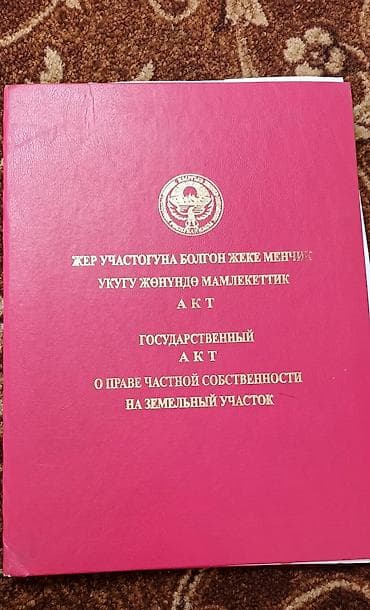 ЖЕР УЧАСТОГУНА БОЛГОН ЖЕКЕ МЕНЧИК
УКУГУ ЖӨНҮНДӨ МАМЛЕКЕТТИК
АКТ
ГОСУДАРСТВЕННЫЙ
АКТ
О ПРАВЕ ЧАСТНОЙ СОБСТВЕННОСТИ
НА ЗЕМЕЛЬНЫЙ УЧАСТОК